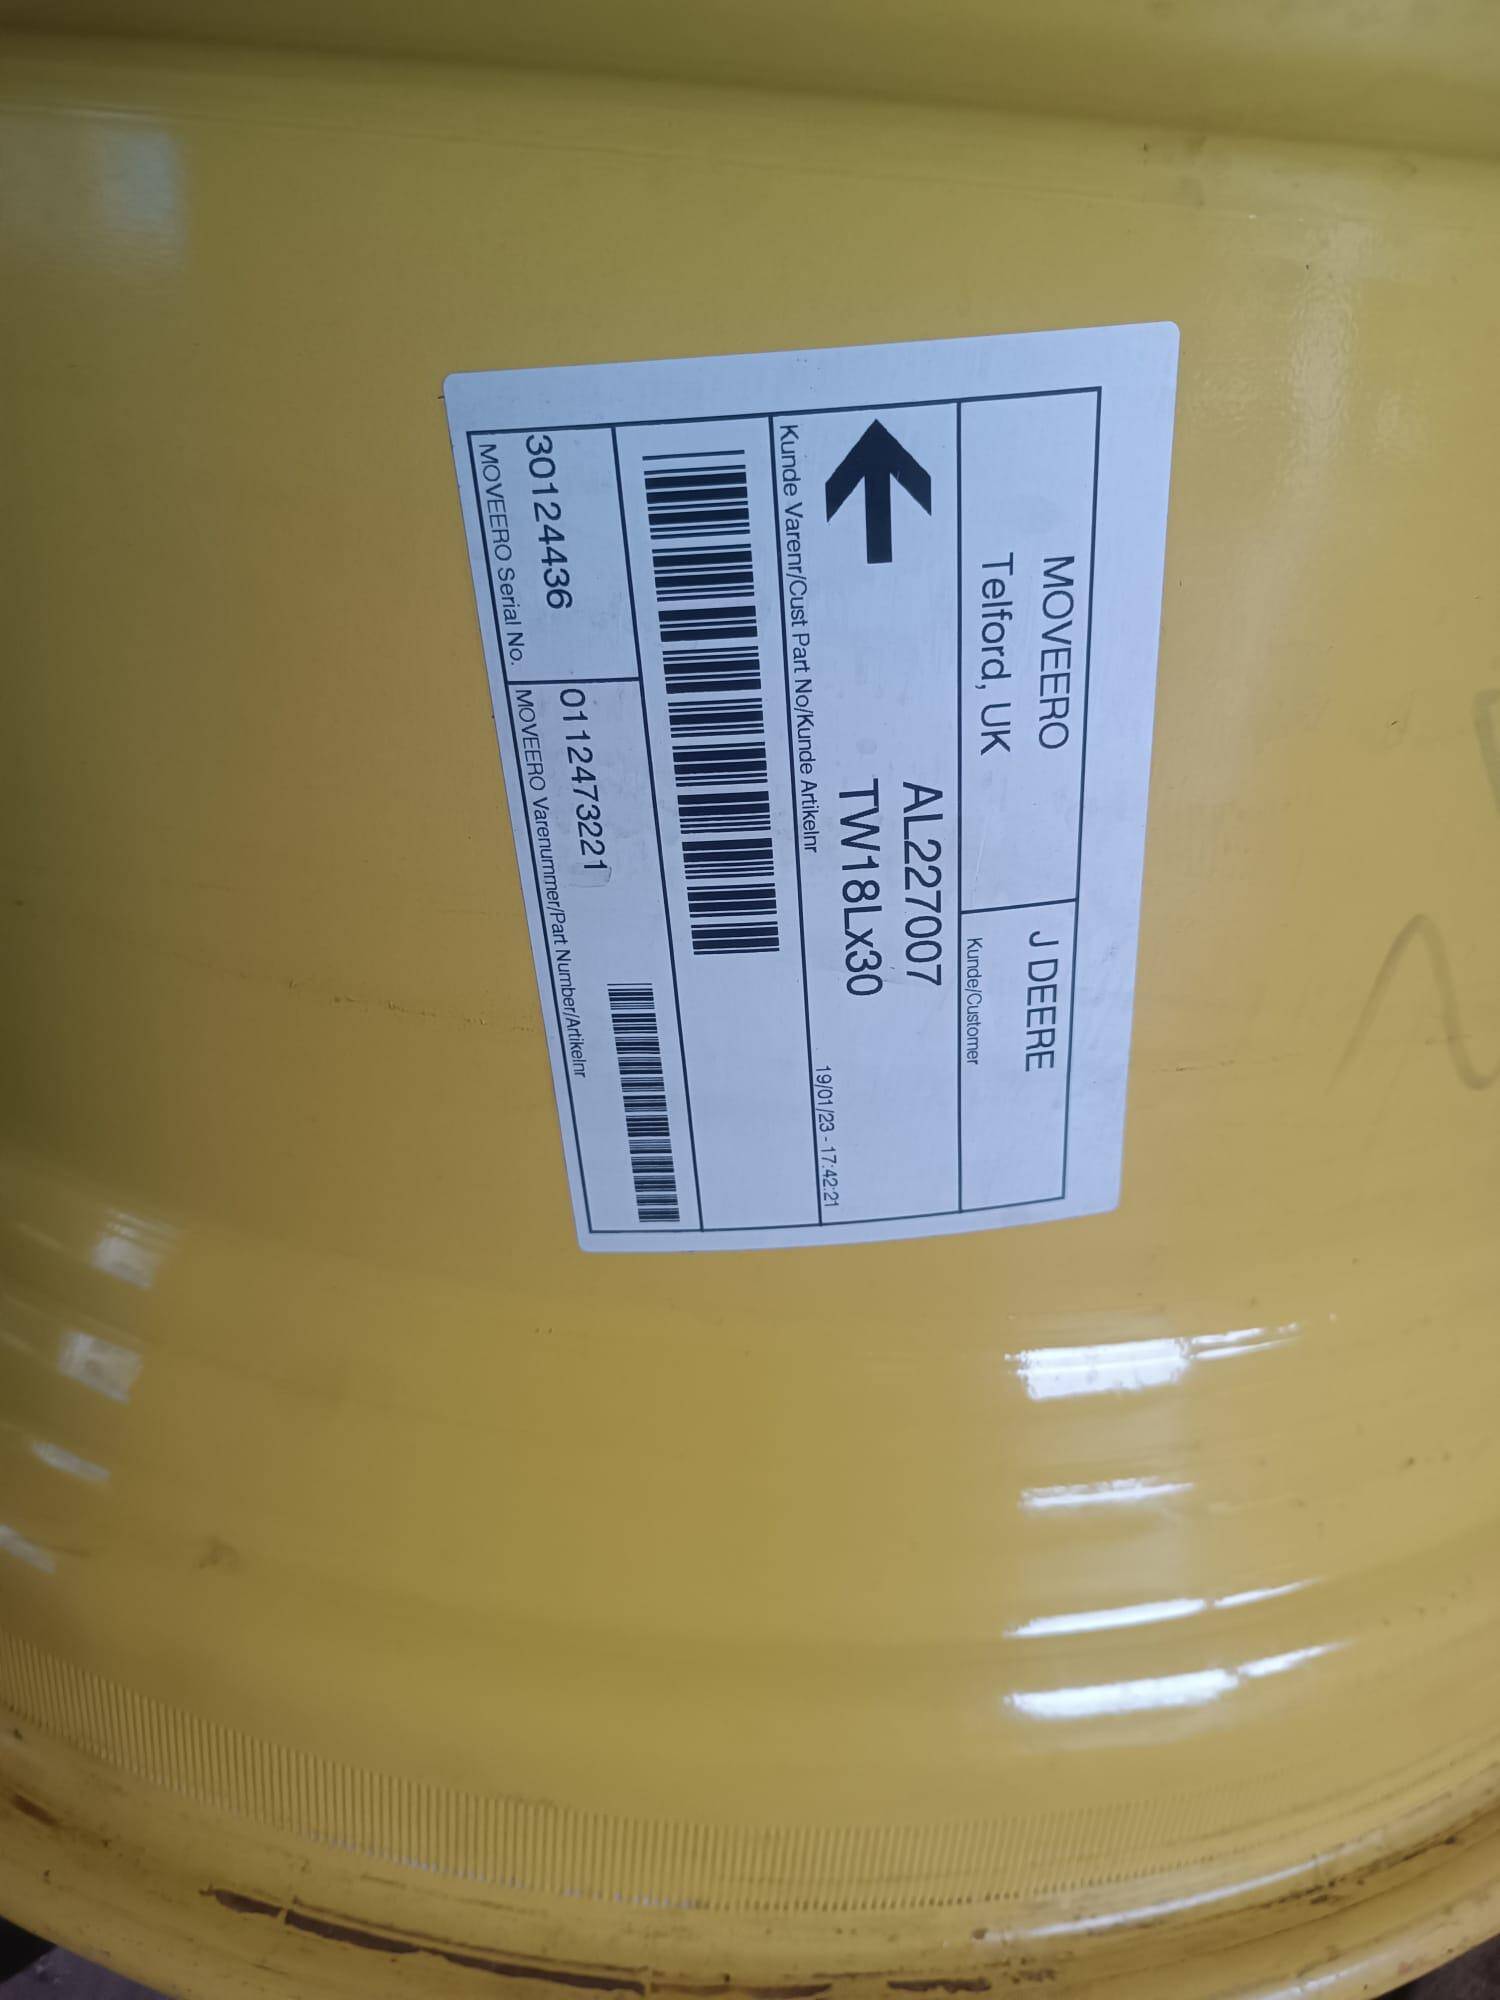 MOVEERO
Telford, UK
J DEERE
Kunde/Customer
AL227007
TW18Lx30
19/01/23 - 17:42:21
Kunde Varenr/Cust Part No/Kunde Artikelnr
30124436
MOVEERO Serial No.
0112473221
MOVEERO Varenummer/Part Number/Artikelnr